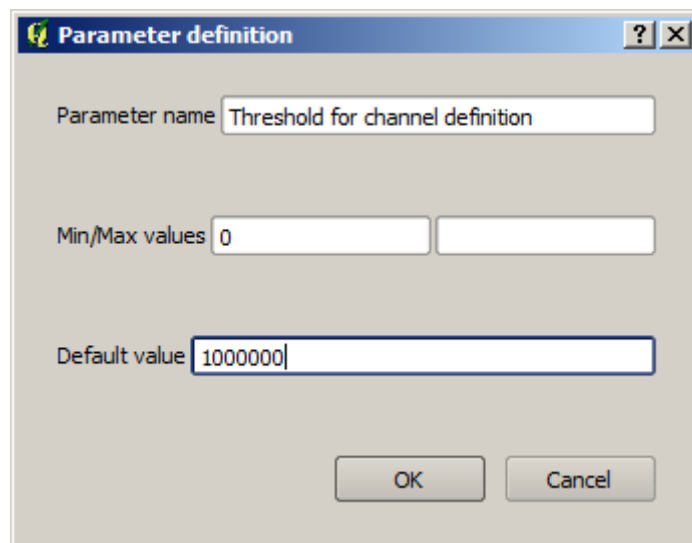 Parameter definition
Parameter name Threshold for channel definition
Min/Max values 0
Default value 1000000
OK Cancel